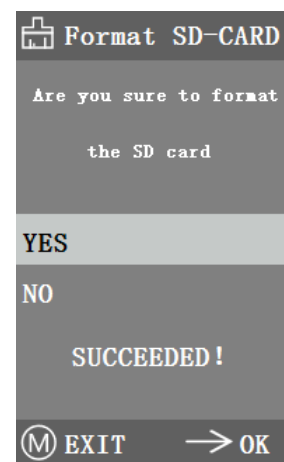 Format SD-CARD
Are you sure to format
the SD card
YES
NO
SUCCEEDED!
M EXIT → OK